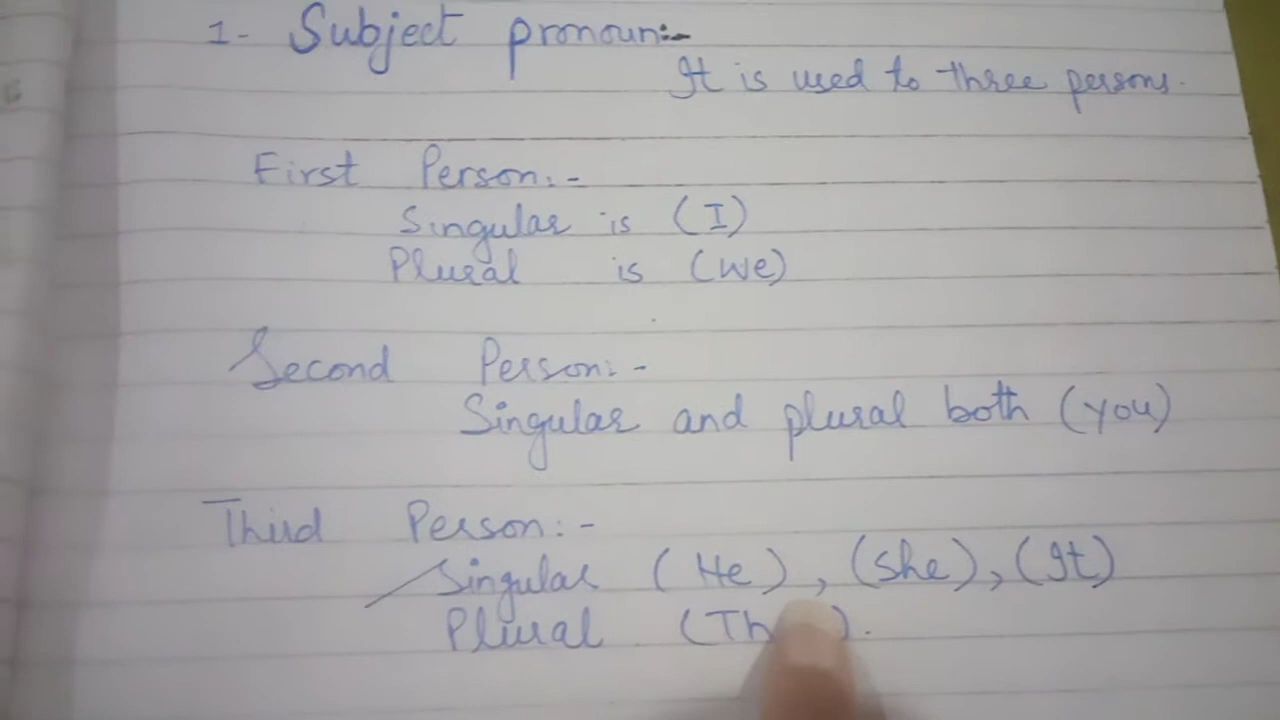 1- Subject pronoun:-
It is used to three persons.
First Person:-
Singular is (I)
Plural is (We)
Second Person:-
Singular and plural both (you)
Third Person:-
Singular (He), (She), (It)
Plural (Th ).